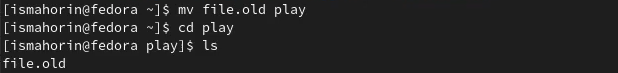 [ismahorin@fedora ~]$ mv file.old play
[ismahorin@fedora ~]$ cd play
[ismahorin@fedora play]$ ls
file.old